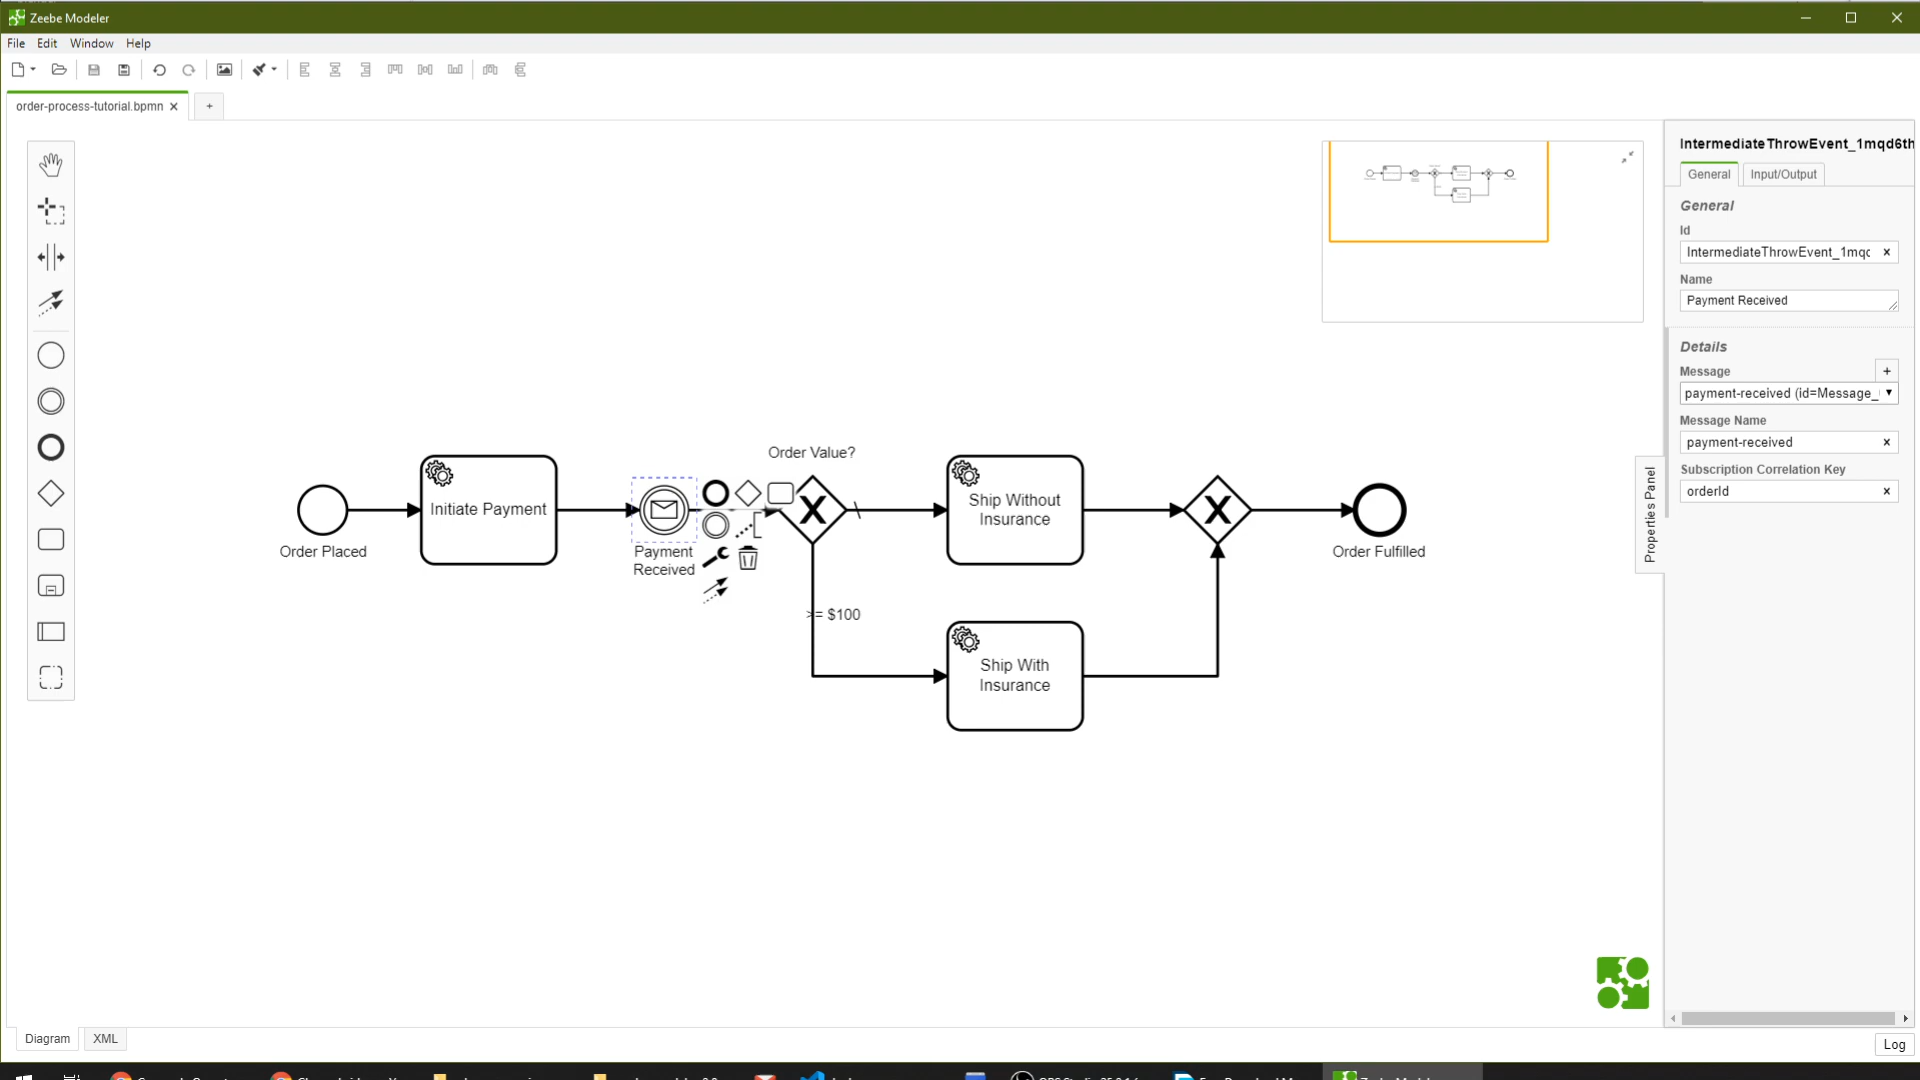 Zeebe Modeler
File Edit Window Help
order-process-tutorial.bpmn
+
IntermediateThrowEvent_1mqd6th
General Input/Output
General
Id
IntermediateThrowEvent_1mqc
Name
Payment Received
Details
Message
+
payment-received (id=Message_
Message Name
payment-received
Subscription Correlation Key
orderId
Properties Panel
Order Value?
Initiate Payment
Ship Without
Insurance
Order Placed
Payment
Received
Order Fulfilled
>= $100
Ship With
Insurance
Diagram XML
Log